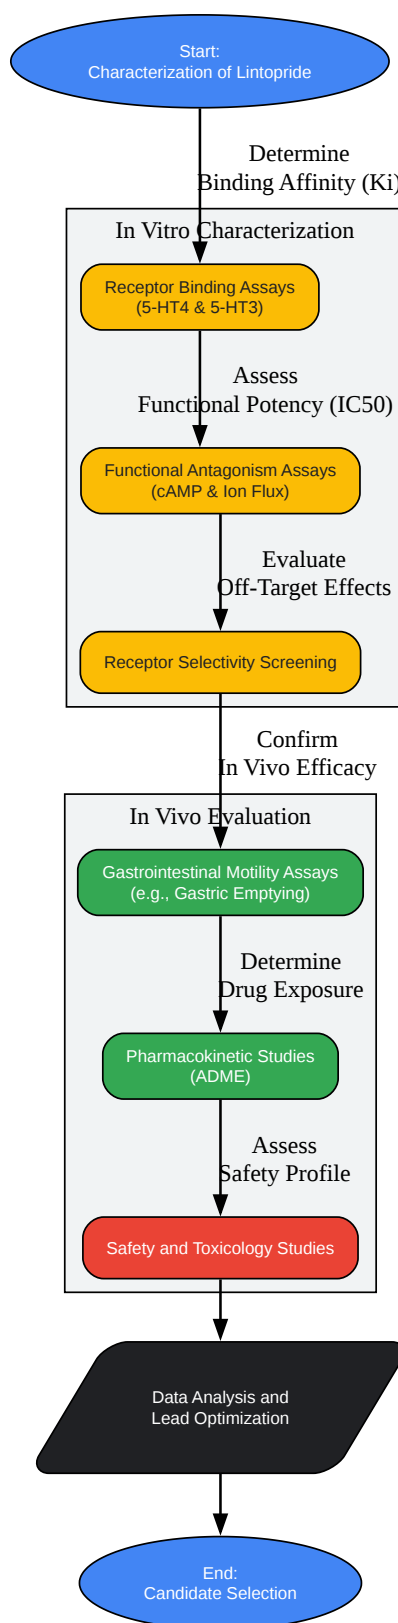 Start:
Characterization of Lintopride
Determine
Binding Affinity (Ki)
In Vitro Characterization
Receptor Binding Assays
(5-HT4 & 5-HT3)
Assess
Functional Potency (IC50)
Functional Antagonism Assays
(cAMP & Ion Flux)
Evaluate
Off-Target Effects
Receptor Selectivity Screening
Confirm
In Vivo Efficacy
In Vivo Evaluation
Gastrointestinal Motility Assays
(e.g., Gastric Emptying)
Determine
Drug Exposure
Pharmacokinetic Studies
(ADME)
Assess
Safety Profile
Safety and Toxicology Studies
Data Analysis and
Lead Optimization
End:
Candidate Selection